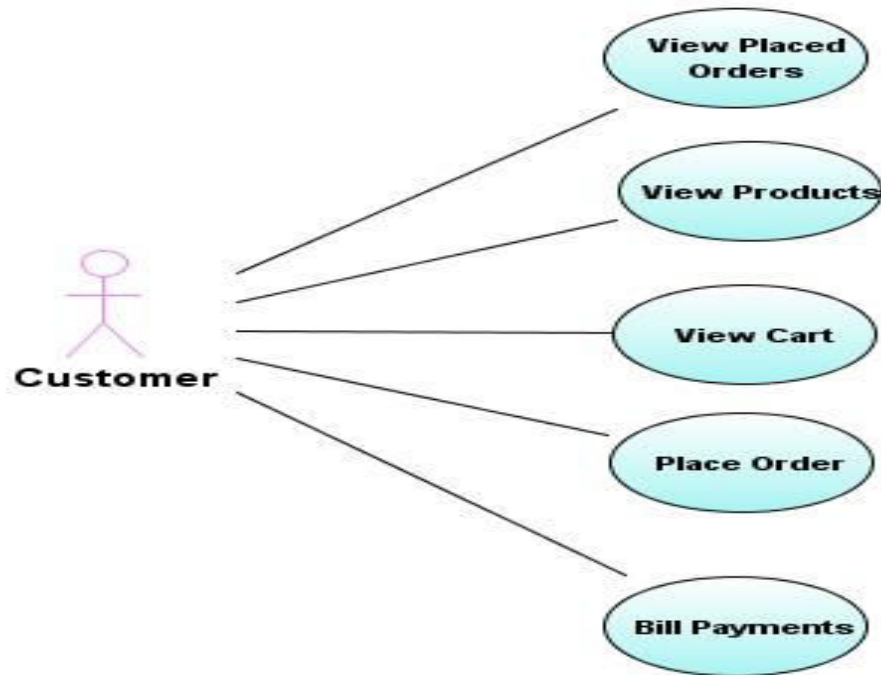 View Placed
Orders
View Products
View Cart
Customer
Place Order
Bill Payments